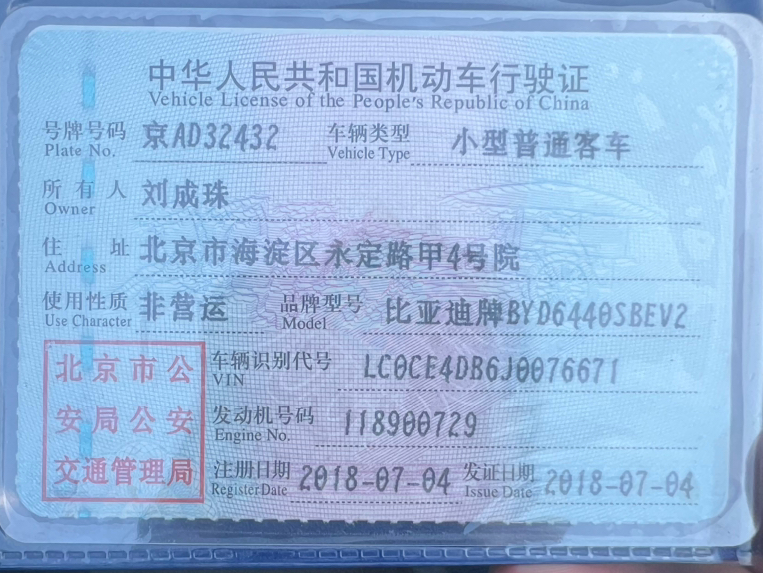 中华人民共和国机动车行驶证
Vehicle License of the People's Republic of China
号牌号码 京AD32432 车辆类型 小型普通客车
Plate No. Vehicle Type
所有人 刘成珠
Owner
住址 北京市海淀区永定路甲4号院
Address
使用性质 非营运 品牌型号 比亚迪牌BYD6440SBEV2
Use Character Model
北京市公 车辆识别代号 LC0CE4DB6J0076671
VIN
安局公安 发动机号码 118900729
Engine No.
交通管理局 注册日期 2018-07-04 发证日期 2018-07-04
Register Date Issue Date